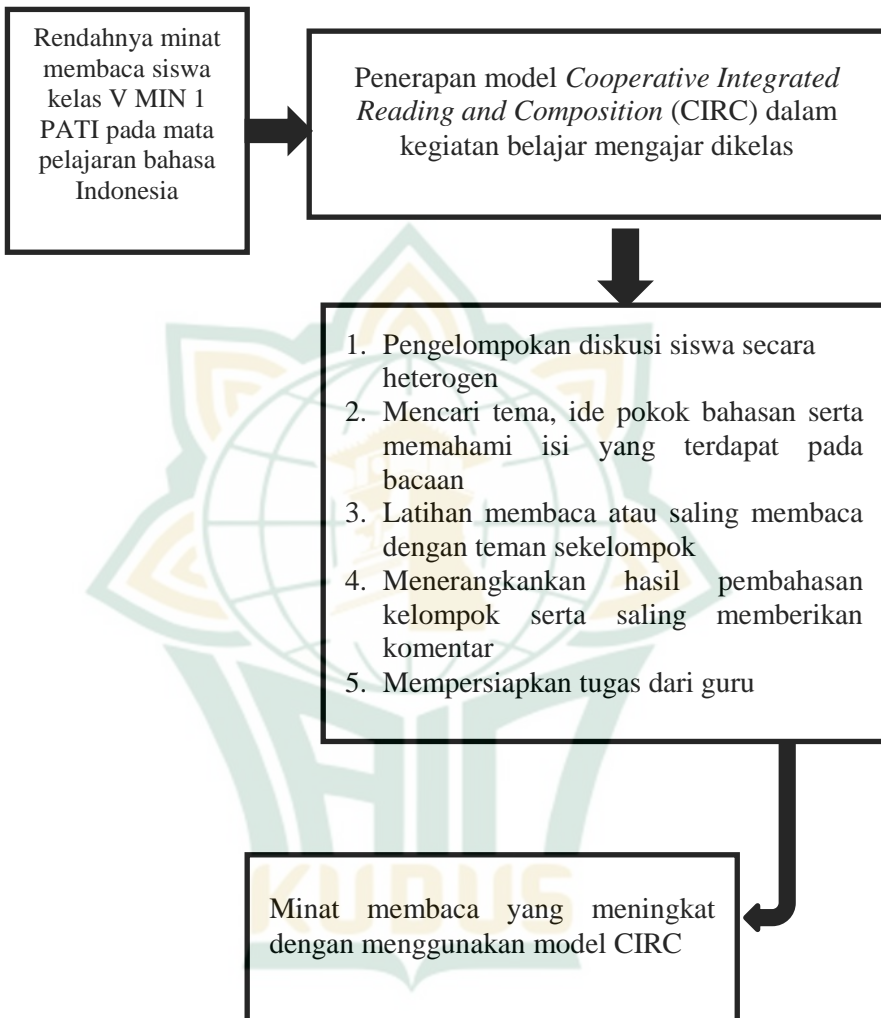 Rendahnya minat
membaca siswa
kelas V MIN 1
PATI pada mata
pelajaran bahasa
Indonesia
Penerapan model Cooperative Integrated
Reading and Composition (CIRC) dalam
kegiatan belajar mengajar dikelas
1. Pengelompokan diskusi siswa secara
heterogen
2. Mencari tema, ide pokok bahasan serta
memahami isi yang terdapat pada
bacaan
3. Latihan membaca atau saling membaca
dengan teman sekelompok
4. Menerangkankan hasil pembahasan
kelompok serta saling memberikan
komentar
5. Mempersiapkan tugas dari guru
IAIN
KUDUS
Minat membaca yang meningkat
dengan menggunakan model CIRC